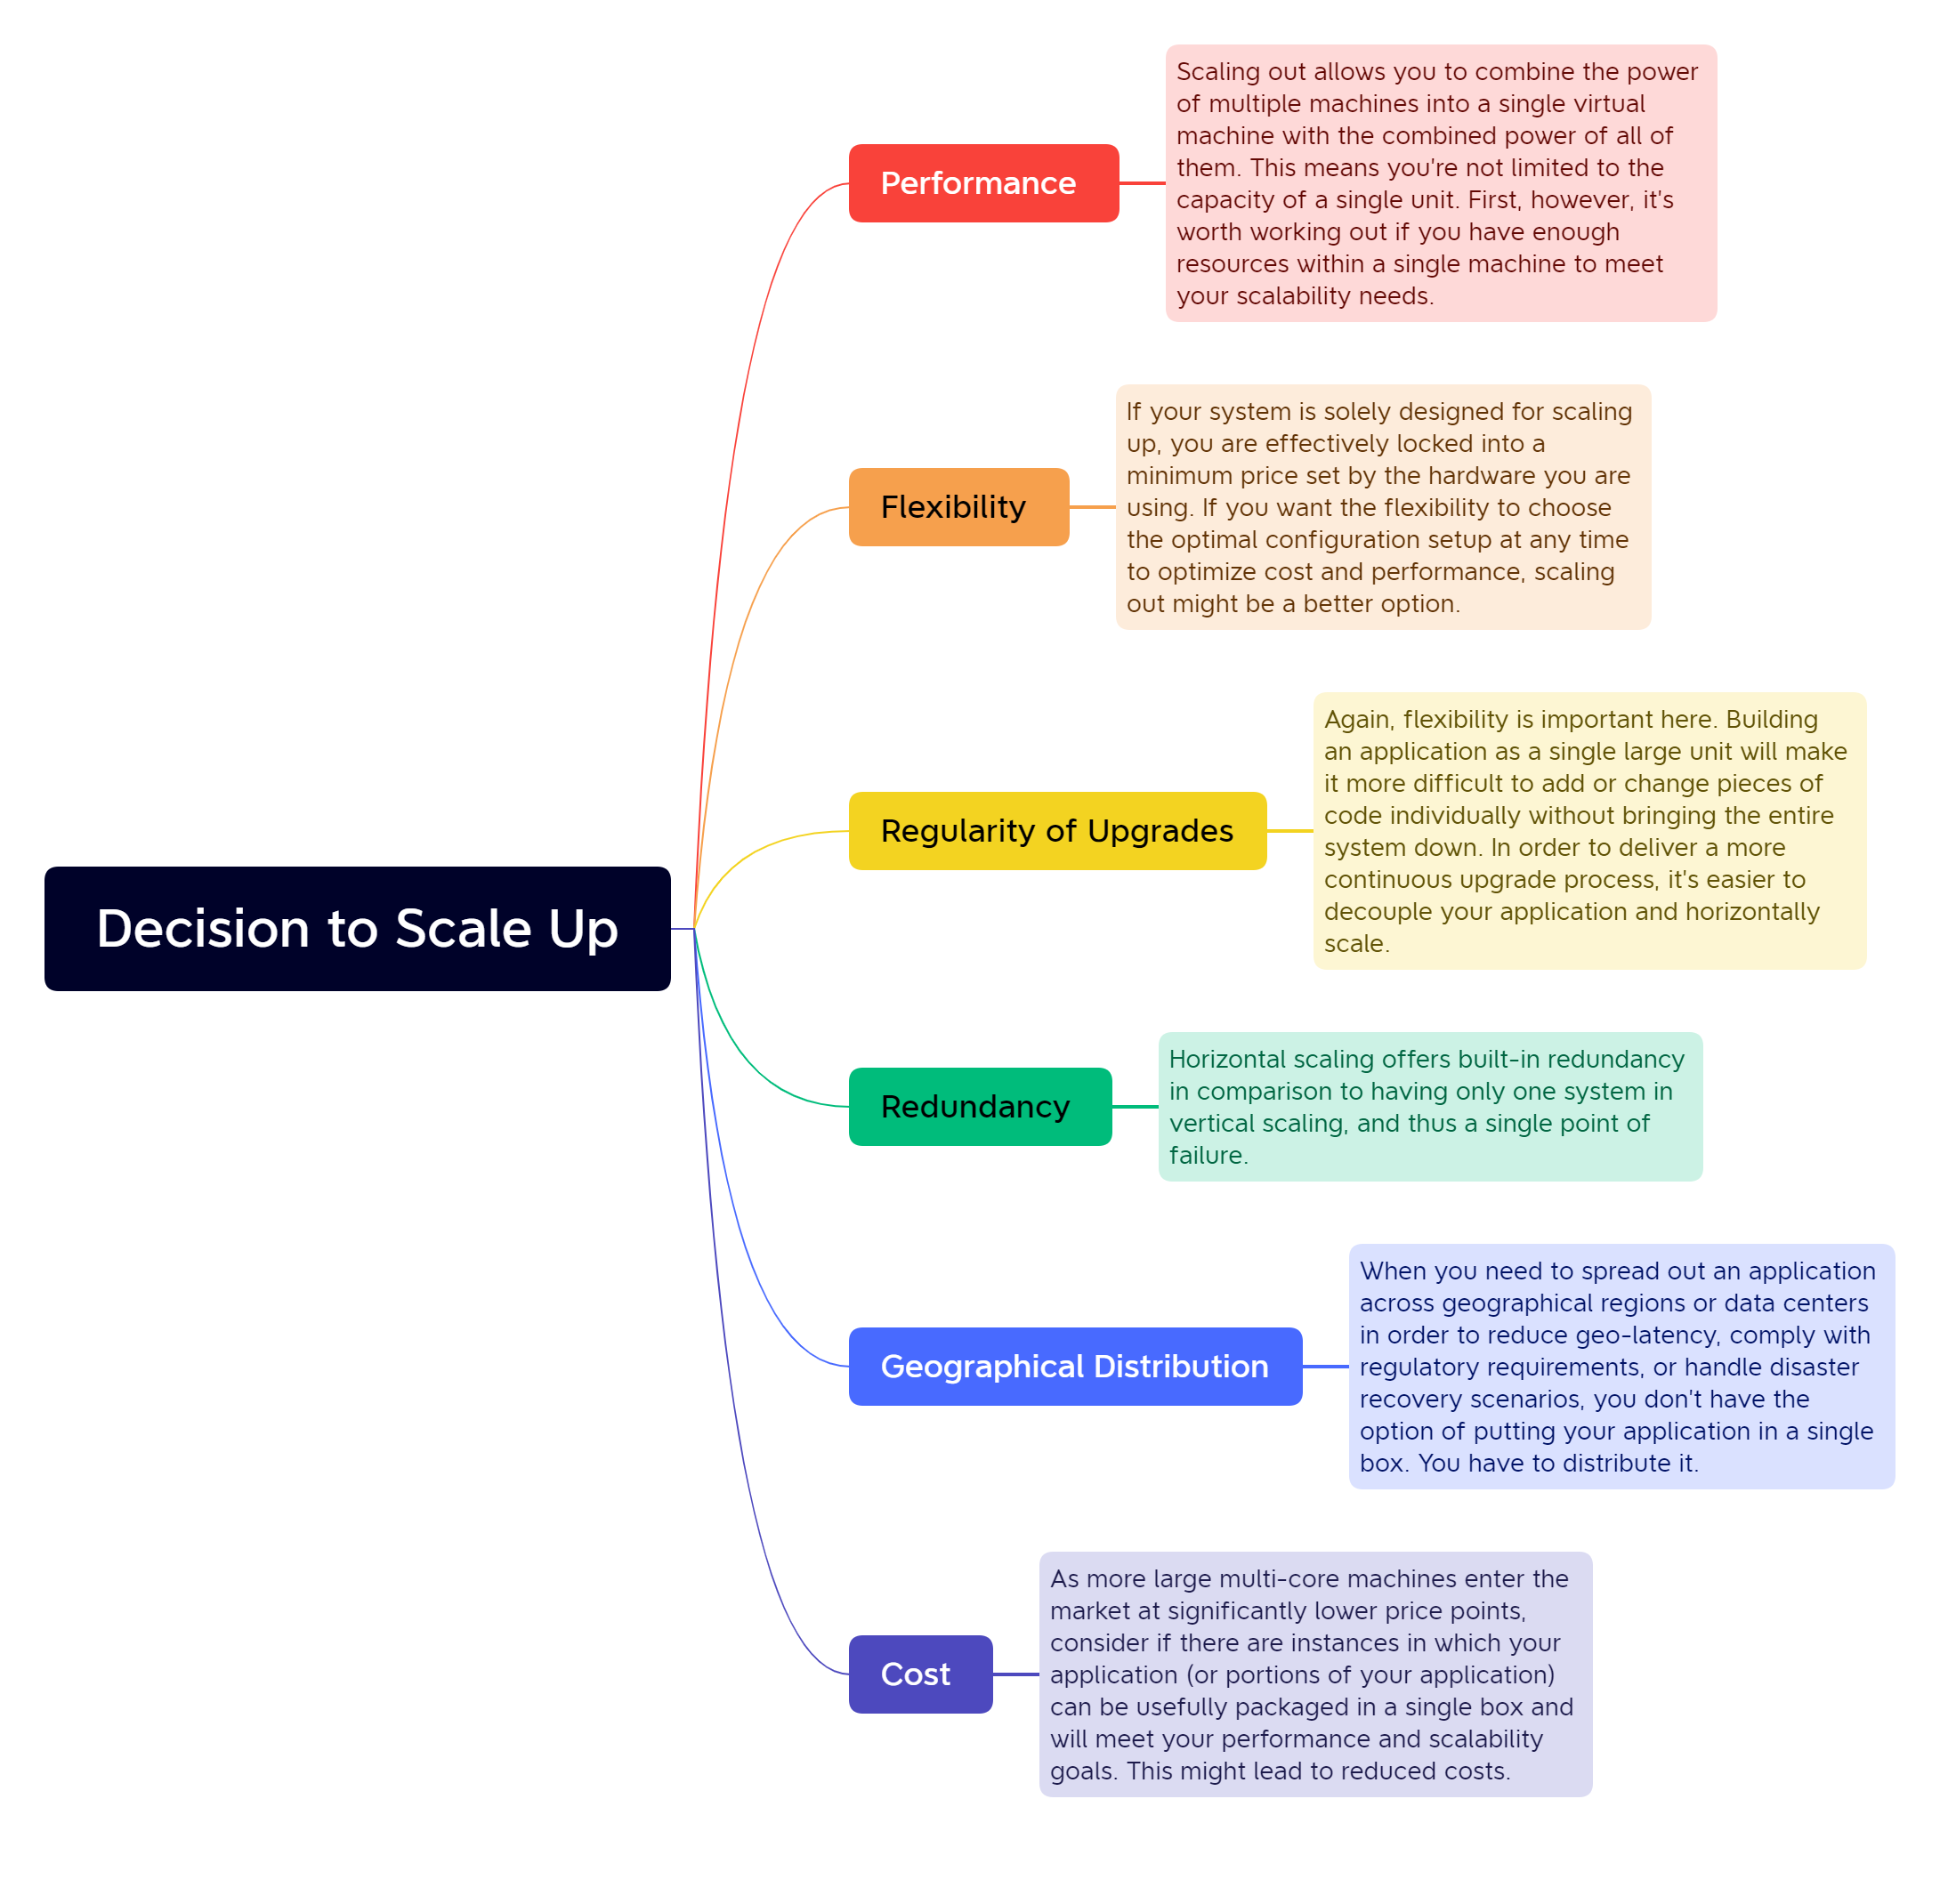 Decision to Scale Up
Performance
Scaling out allows you to combine the power
of multiple machines into a single virtual
machine with the combined power of all of
them. This means you're not limited to the
capacity of a single unit. First, however, it's
worth working out if you have enough
resources within a single machine to meet
your scalability needs.
Flexibility
If your system is solely designed for scaling
up, you are effectively locked into a
minimum price set by the hardware you are
using. If you want the flexibility to choose
the optimal configuration setup at any time
to optimize cost and performance, scaling
out might be a better option.
Regularity of Upgrades
Again, flexibility is important here. Building
an application as a single large unit will make
it more difficult to add or change pieces of
code individually without bringing the entire
system down. In order to deliver a more
continuous upgrade process, it's easier to
decouple your application and horizontally
scale.
Redundancy
Horizontal scaling offers built-in redundancy
in comparison to having only one system in
vertical scaling, and thus a single point of
failure.
Geographical Distribution
When you need to spread out an application
across geographical regions or data centers
in order to reduce geo-latency, comply with
regulatory requirements, or handle disaster
recovery scenarios, you don't have the
option of putting your application in a single
box. You have to distribute it.
Cost
As more large multi-core machines enter the
market at significantly lower price points,
consider if there are instances in which your
application (or portions of your application)
can be usefully packaged in a single box and
will meet your performance and scalability
goals. This might lead to reduced costs.